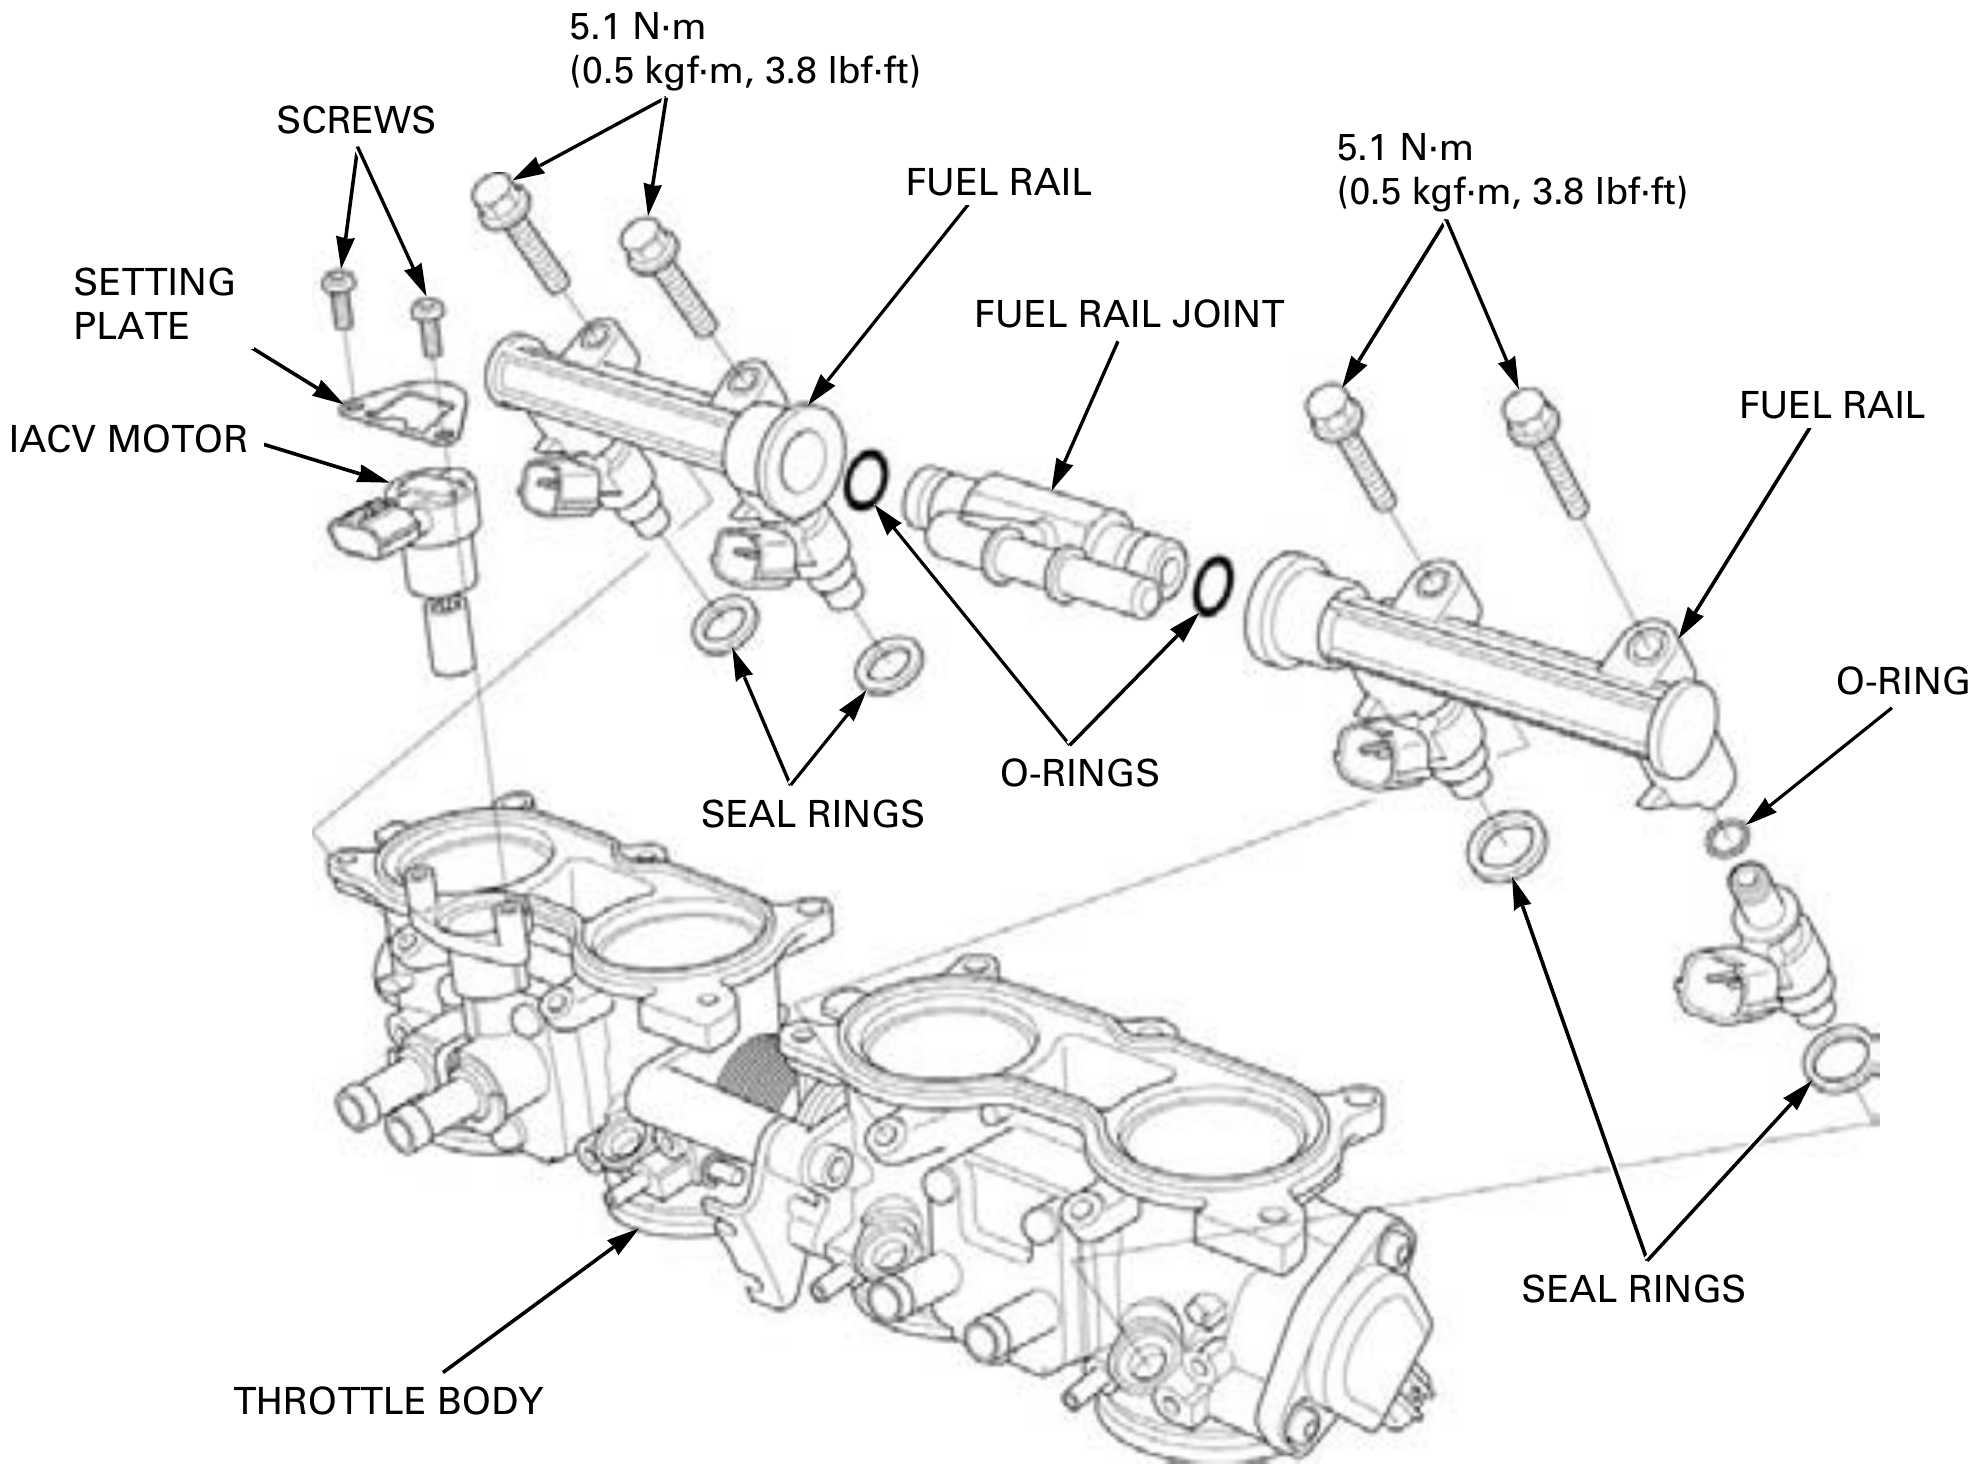 5.1 N·m
(0.5 kgf·m, 3.8 lbf·ft)
SCREWS
5.1 N·m
(0.5 kgf·m, 3.8 lbf·ft)
FUEL RAIL
SETTING
PLATE
FUEL RAIL JOINT
FUEL RAIL
IACV MOTOR
O-RING
O-RINGS
SEAL RINGS
SEAL RINGS
THROTTLE BODY